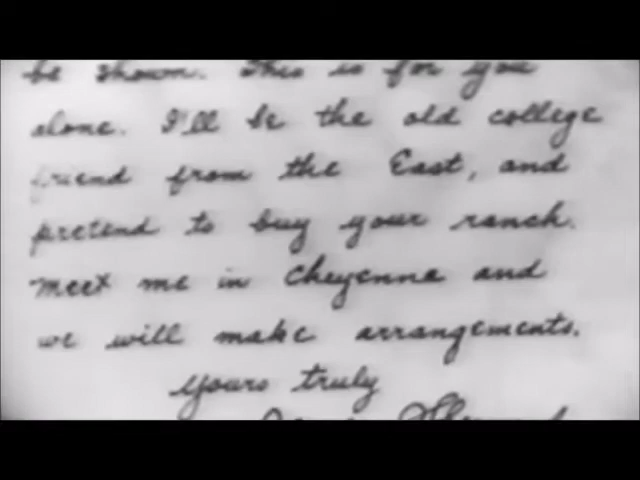 be shown. This is for you
alone. I'll be the old college
friend from the East, and
pretend to buy your ranch.
Meet me in Cheyenne and
we will make arrangements.
Yours truly